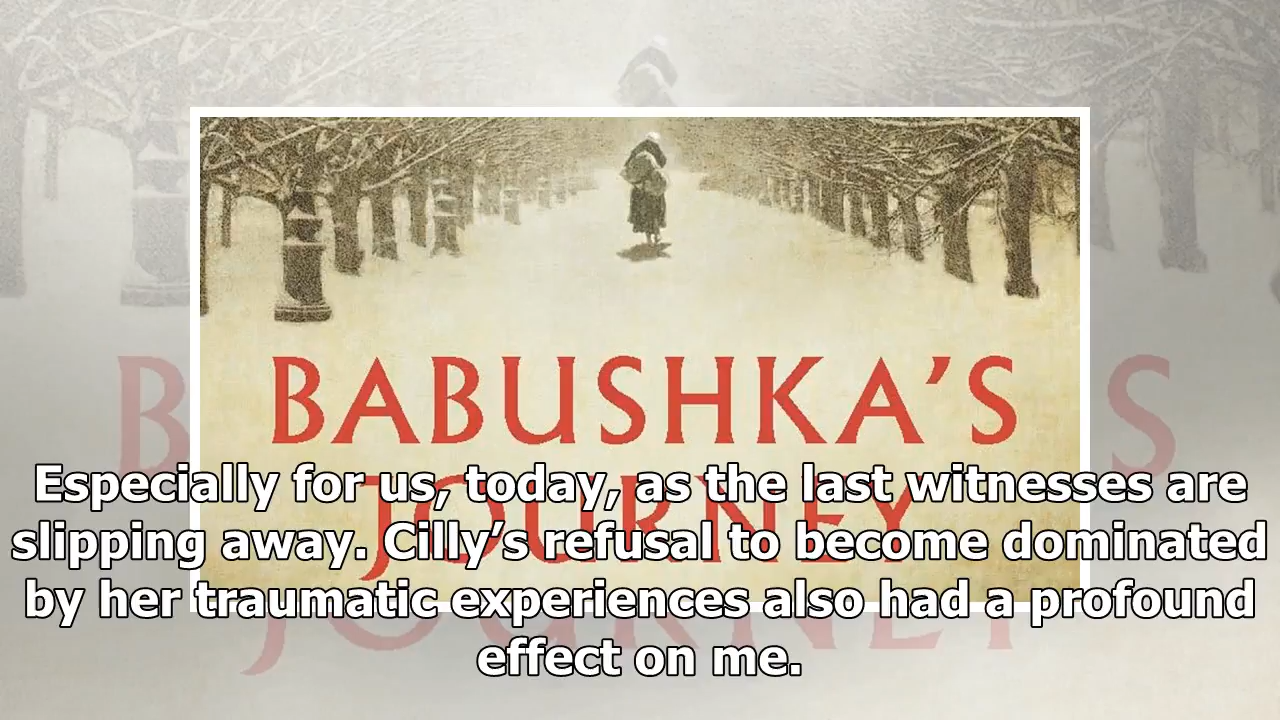 BABUSHKA'S
JOURNEY
Especially for us, today, as the last witnesses are
slipping away. Cilly’s refusal to become dominated
by her traumatic experiences also had a profound
effect on me.